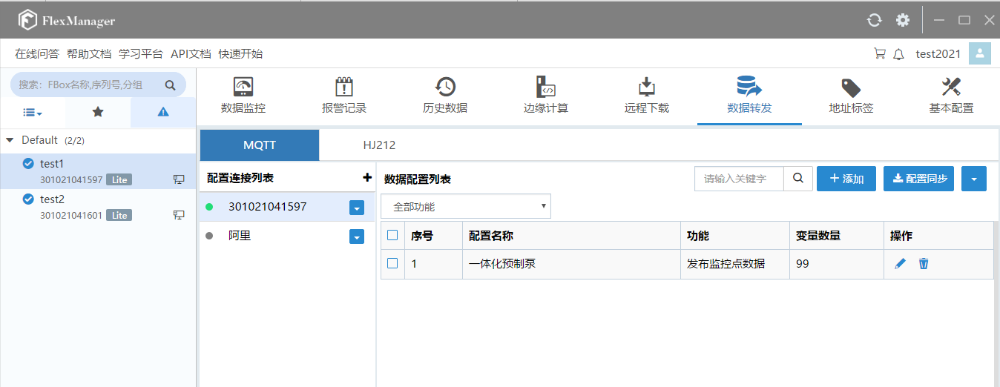 FlexManager
在线问答 帮助文档 学习平台 API文档 快速开始 test2021
搜索：FBox名称,序列号,分组
数据监控 报警记录 历史数据 边缘计算 远程下载 数据转发 地址标签 基本配置
Default (2/2)
test1
301021041597 Lite
test2
301021041601 Lite
MQTT HJ212
配置连接列表
301021041597
阿里
数据配置列表 请输入关键字 添加 配置同步
全部功能
序号 配置名称 功能 变量数量 操作
1 一体化预制泵 发布监控点数据 99